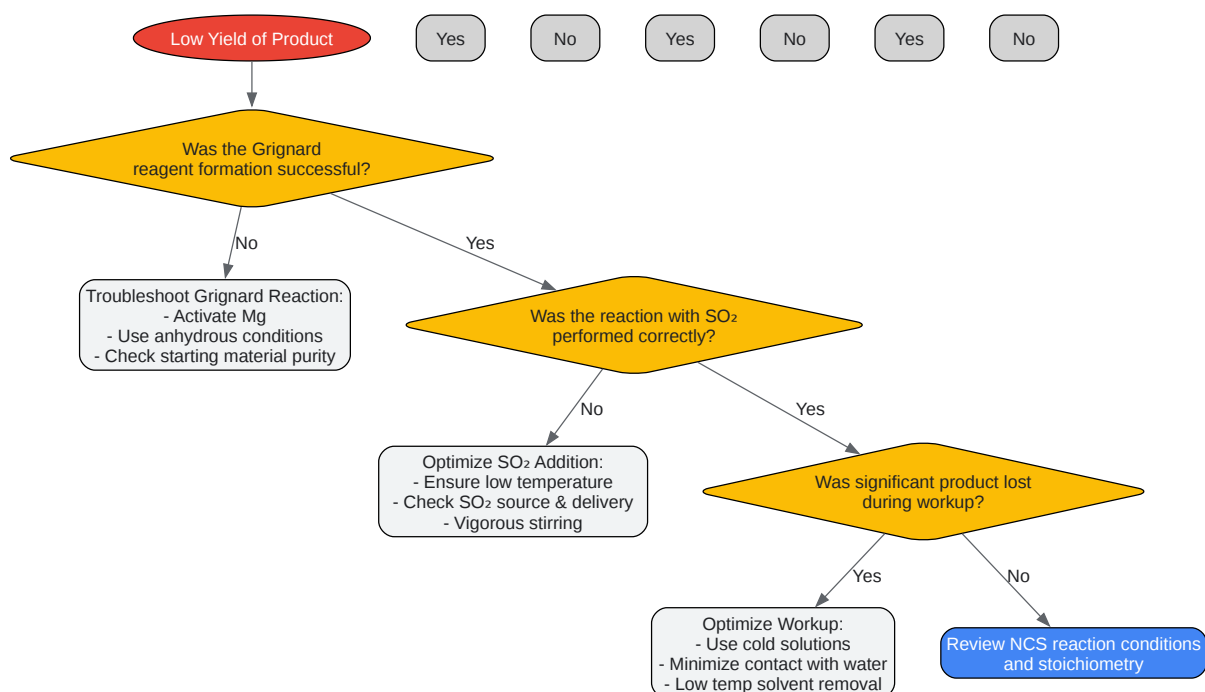 Low Yield of Product
Yes
No
Yes
No
Yes
No
Was the Grignard
reagent formation successful?
No
Yes
Troubleshoot Grignard Reaction:
- Activate Mg
- Use anhydrous conditions
- Check starting material purity
Was the reaction with SO₂
performed correctly?
No
Yes
Optimize SO₂ Addition:
- Ensure low temperature
- Check SO₂ source & delivery
- Vigorous stirring
Was significant product lost
during workup?
Yes
No
Optimize Workup:
- Use cold solutions
- Minimize contact with water
- Low temp solvent removal
Review NCS reaction conditions
and stoichiometry